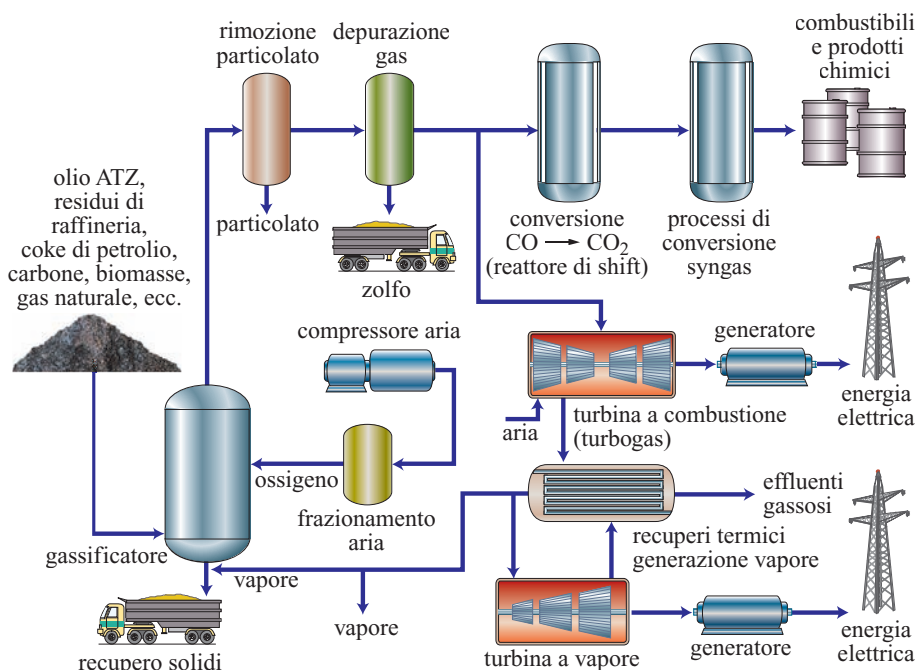 rimozione
particolato
depurazione
gas
combustibili
e prodotti
chimici
olio ATZ,
residui di
raffineria,
coke di petrolio,
carbone, biomasse,
gas naturale, ecc.
particolato
zolfo
conversione
CO → CO₂
(reattore di shift)
processi di
conversione
syngas
compressore aria
generatore
energia
elettrica
aria
turbina a combustione
(turbogas)
ossigeno
frazionamento
aria
effluenti
gassosi
recuperi termici
generazione vapore
gassificatore
vapore
vapore
recupero solidi
turbina a vapore
generatore
energia
elettrica